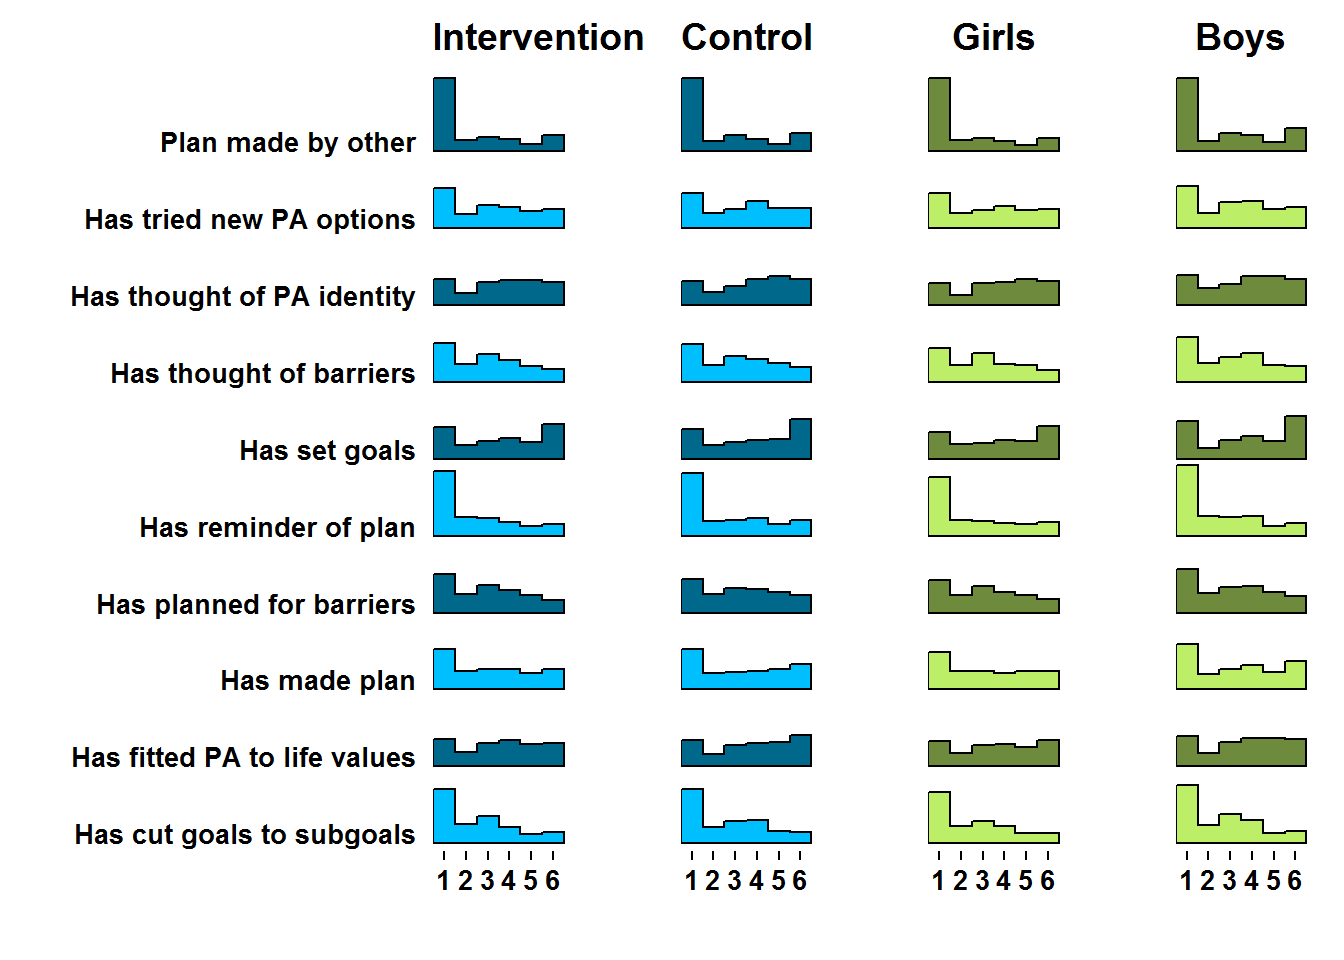 Intervention Control Girls Boys
Plan made by other
Has tried new PA options
Has thought of PA identity
Has thought of barriers
Has set goals
Has reminder of plan
Has planned for barriers
Has made plan
Has fitted PA to life values
Has cut goals to subgoals
1 2 3 4 5 6 1 2 3 4 5 6 1 2 3 4 5 6 1 2 3 4 5 6